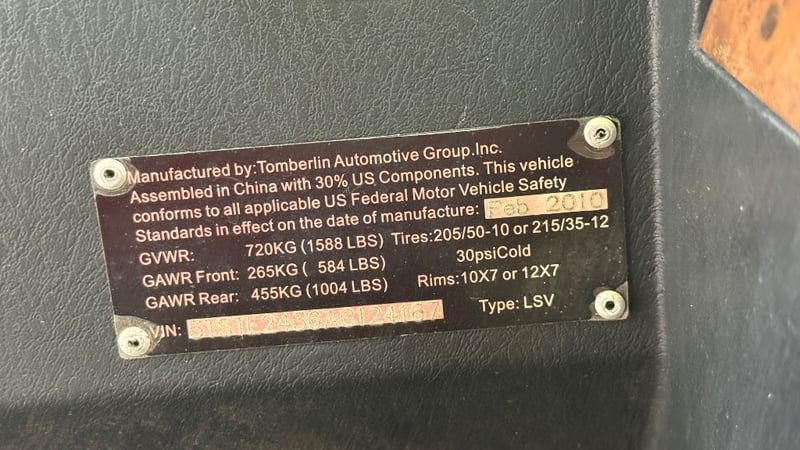 Manufactured by:Tomberlin Automotive Group.Inc.
Assembled in China with 30% US Components. This vehicle
conforms to all applicable US Federal Motor Vehicle Safety
Standards in effect on the date of manufacture: Feb 2010
GVWR: 720KG (1588 LBS) Tires:205/50-10 or 215/35-12
GAWR Front: 265KG ( 584 LBS) 30psiCold
GAWR Rear: 455KG (1004 LBS) Rims:10X7 or 12X7
VIN: Type: LSV